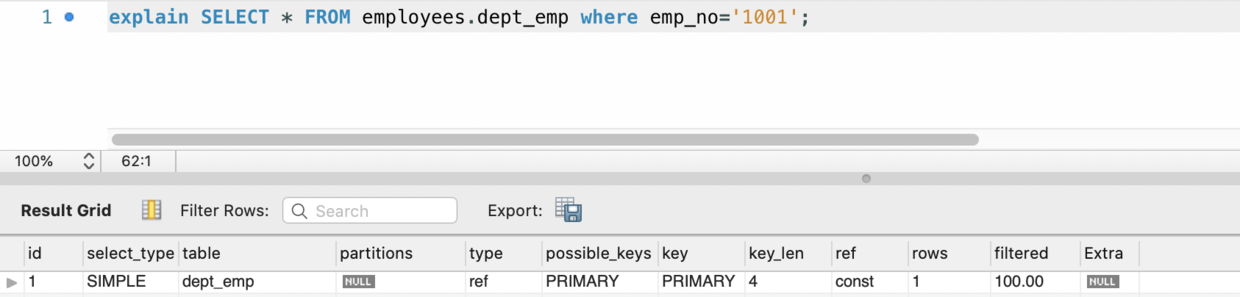 1 explain SELECT * FROM employees.dept_emp where emp_no='1001';
100% 62:1
Result Grid Filter Rows: Search Export:
id select_type table partitions type possible_keys key key_len ref rows filtered Extra
1 SIMPLE dept_emp NULL ref PRIMARY PRIMARY 4 const 1 100.00 NULL